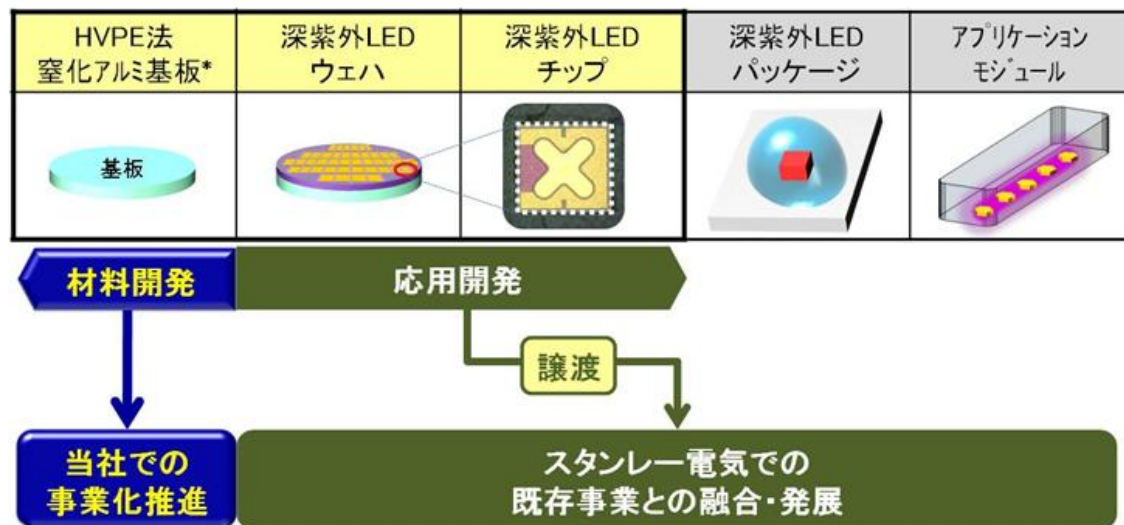 HVPE法
窒化アルミ基板*
深紫外LED
ウェハ
深紫外LED
チップ
深紫外LED
パッケージ
アプリケーション
モジュール
基板
材料開発
応用開発
譲渡
当社での
事業化推進
スタンレー電気での
既存事業との融合・発展